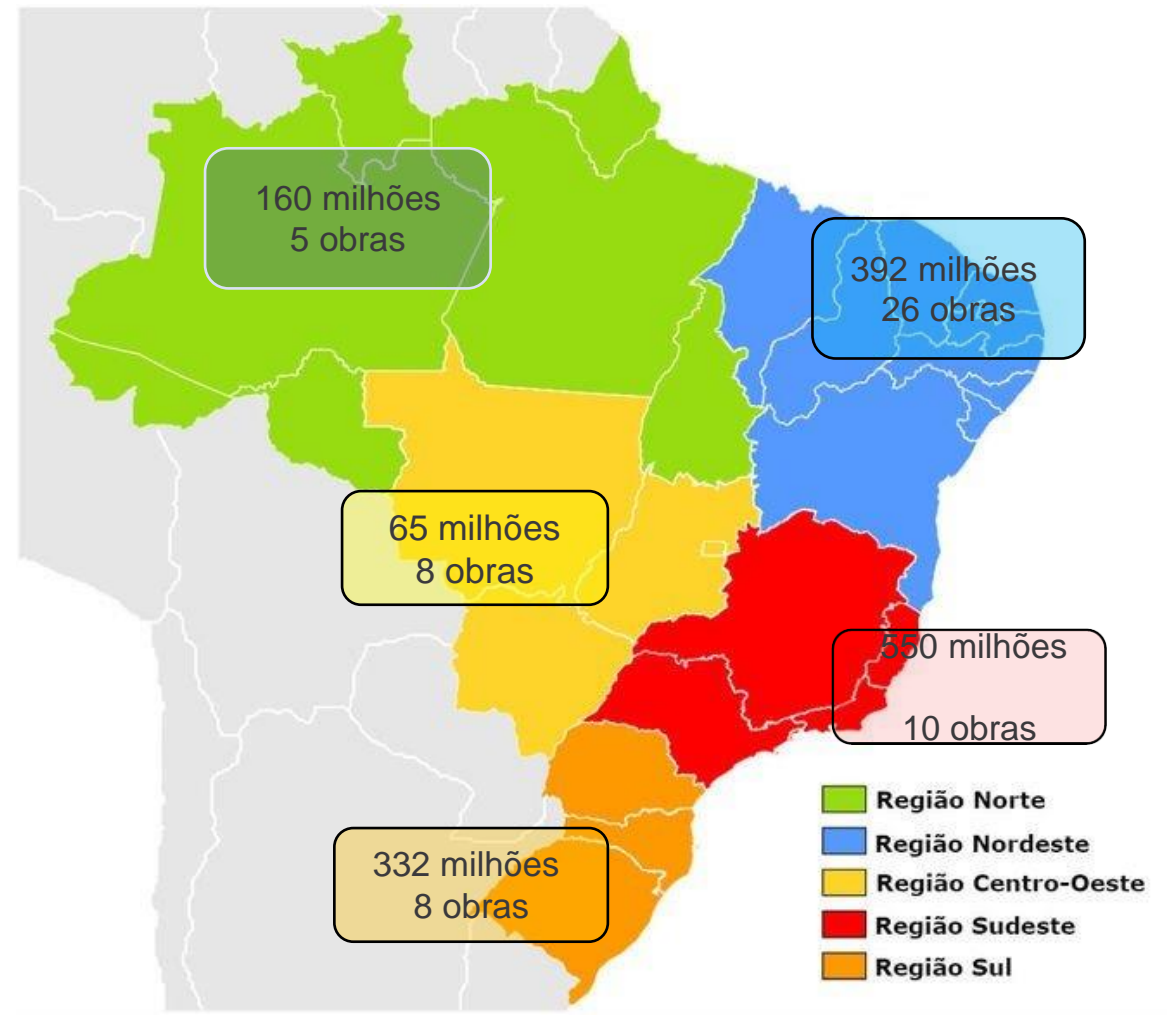 160 milhões
5 obras
392 milhões
26 obras
65 milhões
8 obras
550 milhões
10 obras
332 milhões
8 obras
Região Norte
Região Nordeste
Região Centro-Oeste
Região Sudeste
Região Sul